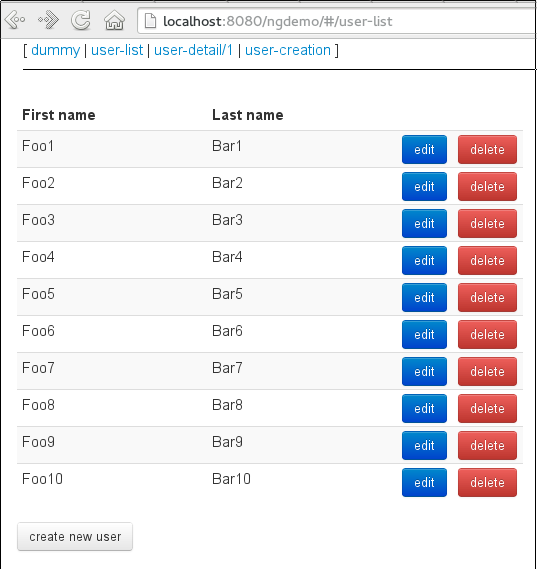 localhost:8080/ngdemo/#/user-list
[ dummy | user-list | user-detail/1 | user-creation ]
First name Last name
Foo1 Bar1 edit delete
Foo2 Bar2 edit delete
Foo3 Bar3 edit delete
Foo4 Bar4 edit delete
Foo5 Bar5 edit delete
Foo6 Bar6 edit delete
Foo7 Bar7 edit delete
Foo8 Bar8 edit delete
Foo9 Bar9 edit delete
Foo10 Bar10 edit delete
create new user